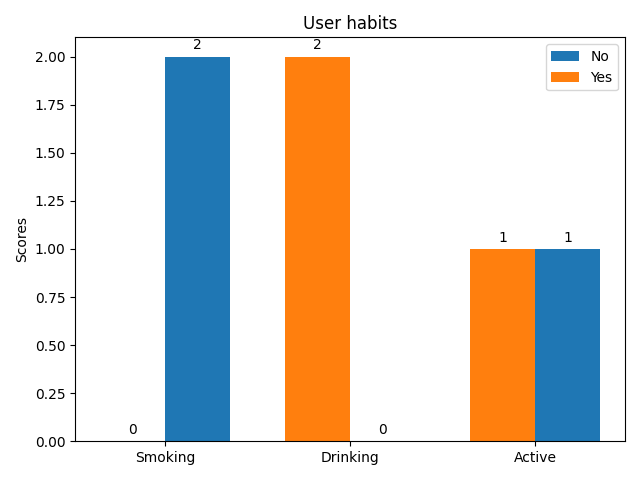 User habits
No
Yes
Scores
2.00
1.75
1.50
1.25
1.00
0.75
0.50
0.25
0.00
0
2
2
0
1
1
Smoking
Drinking
Active